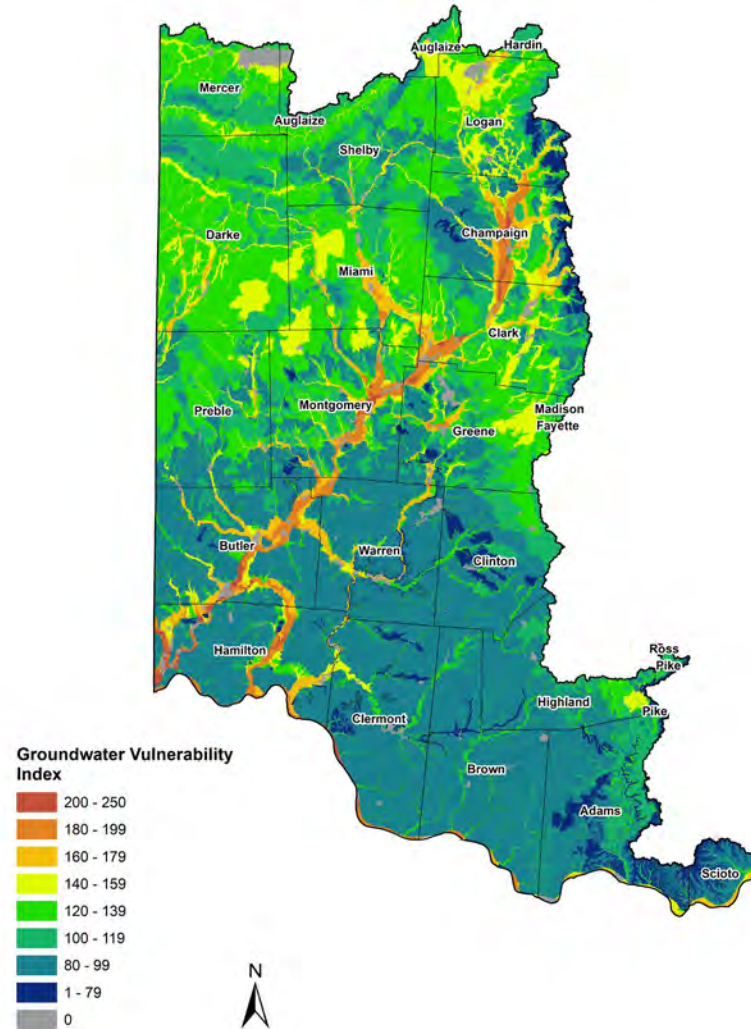 Auglaize
Hardin
Mercer
Logan
Auglaize
Shelby
Darke
Champaign
Miami
Clark
Preble
Montgomery
Madison
Fayette
Greene
Butler
Warren
Clinton
Hamilton
Ross
Pike
Highland
Pike
Clermont
Brown
Adams
Scioto
Groundwater Vulnerability
Index
200 - 250
180 - 199
160 - 179
140 - 159
120 - 139
100 - 119
80 - 99
1 - 79
0
N